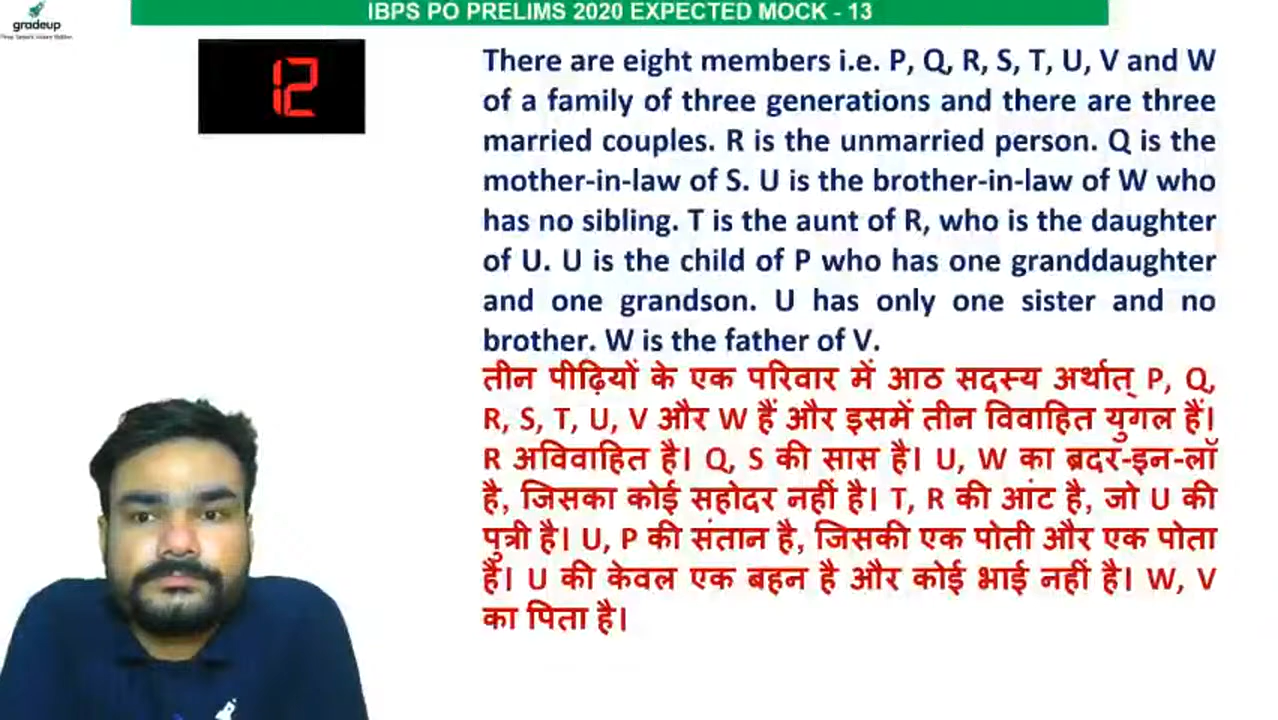 gradeup
IBPS PO PRELIMS 2020 EXPECTED MOCK - 13
12
There are eight members i.e. P, Q, R, S, T, U, V and W
of a family of three generations and there are three
married couples. R is the unmarried person. Q is the
mother-in-law of S. U is the brother-in-law of W who
has no sibling. T is the aunt of R, who is the daughter
of U. U is the child of P who has one granddaughter
and one grandson. U has only one sister and no
brother. W is the father of V.
तीन पीढ़ियों के एक परिवार में आठ सदस्य अर्थात् P, Q,
R, S, T, U, V और W हैं और इसमें तीन विवाहित युगल हैं।
R अविवाहित है। Q, S की सास है। U, W का ब्रदर-इन-लॉ
है, जिसका कोई सहोदर नहीं है। T, R की आंट है, जो U की
पुत्री है। U, P की संतान है, जिसकी एक पोती और एक पोता
है। U की केवल एक बहन है और कोई भाई नहीं है। W, V
का पिता है।